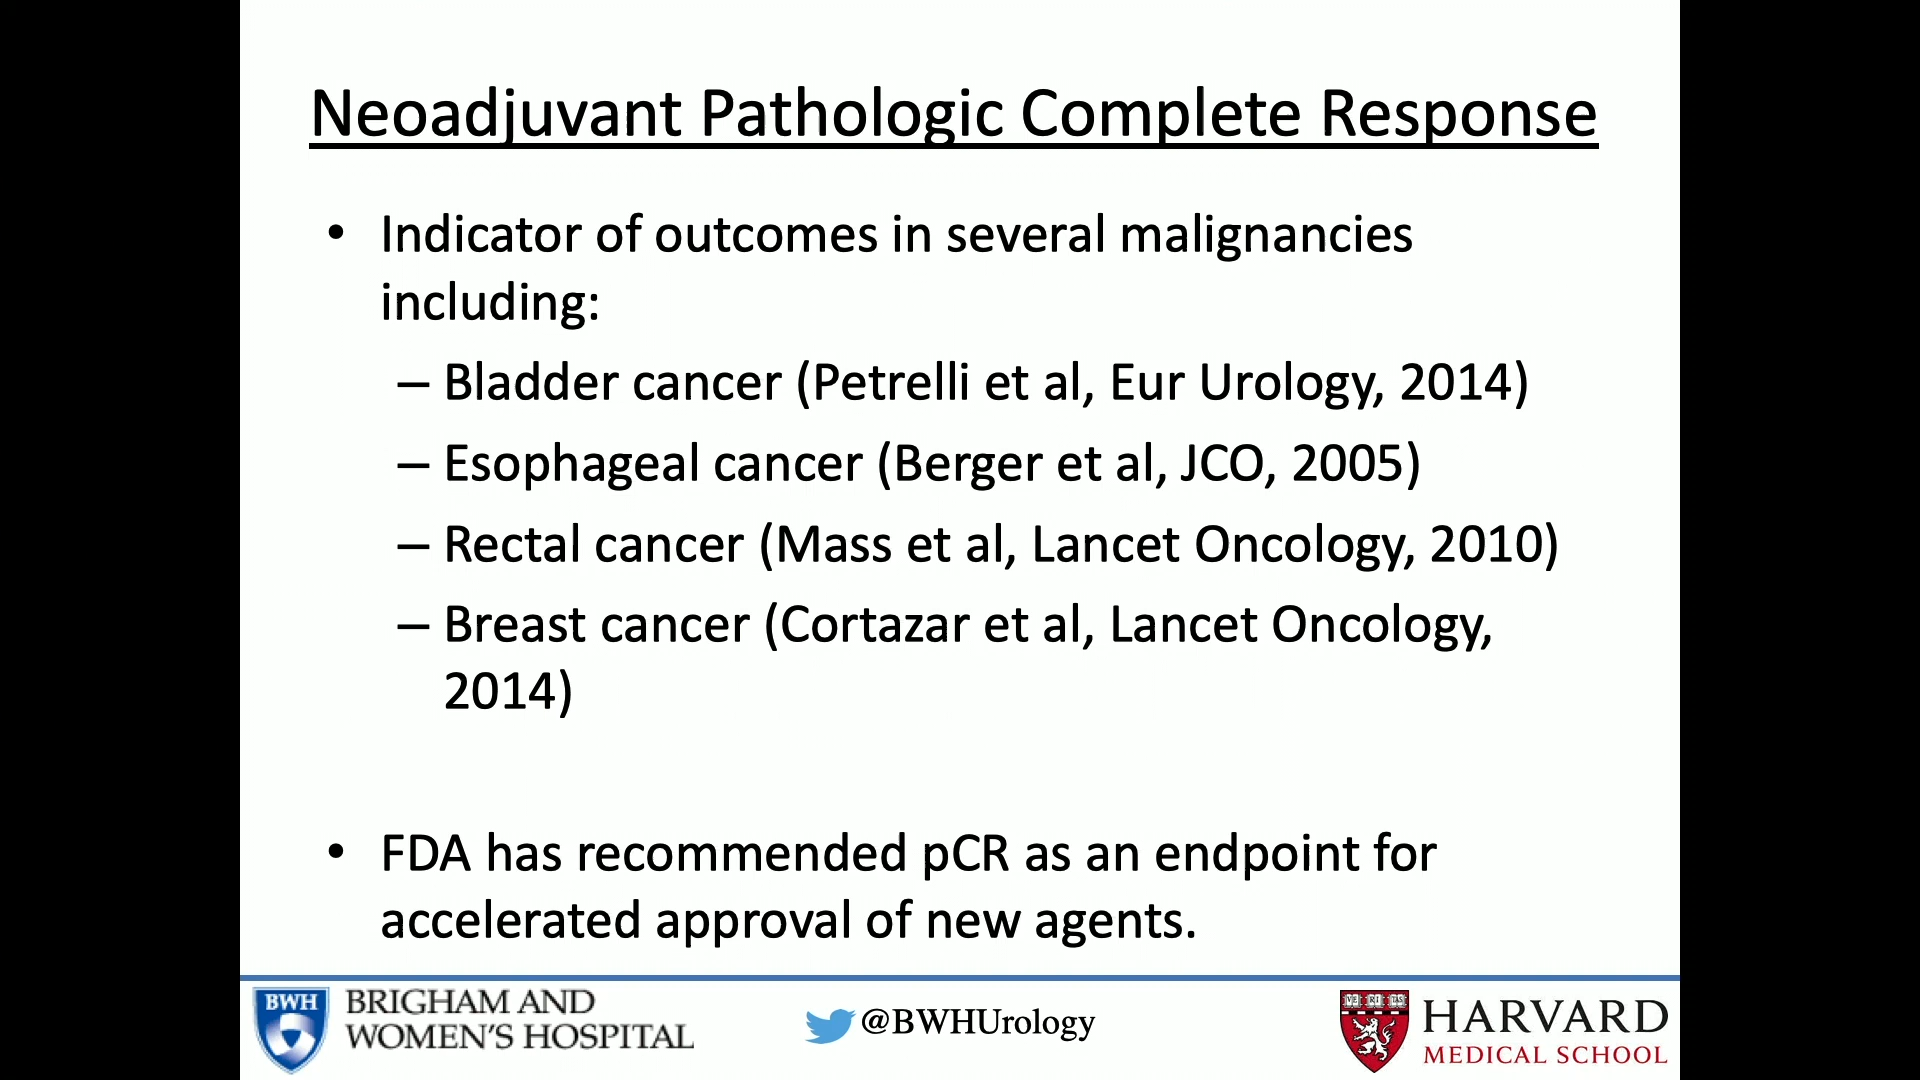 Neoadjuvant Pathologic Complete Response
• Indicator of outcomes in several malignancies
including:
– Bladder cancer (Petrelli et al, Eur Urology, 2014)
– Esophageal cancer (Berger et al, JCO, 2005)
– Rectal cancer (Mass et al, Lancet Oncology, 2010)
– Breast cancer (Cortazar et al, Lancet Oncology,
2014)
• FDA has recommended pCR as an endpoint for
accelerated approval of new agents.
BWH
BRIGHAM AND
WOMEN'S HOSPITAL
@BWHUrology
VE RI TAS
HARVARD
MEDICAL SCHOOL